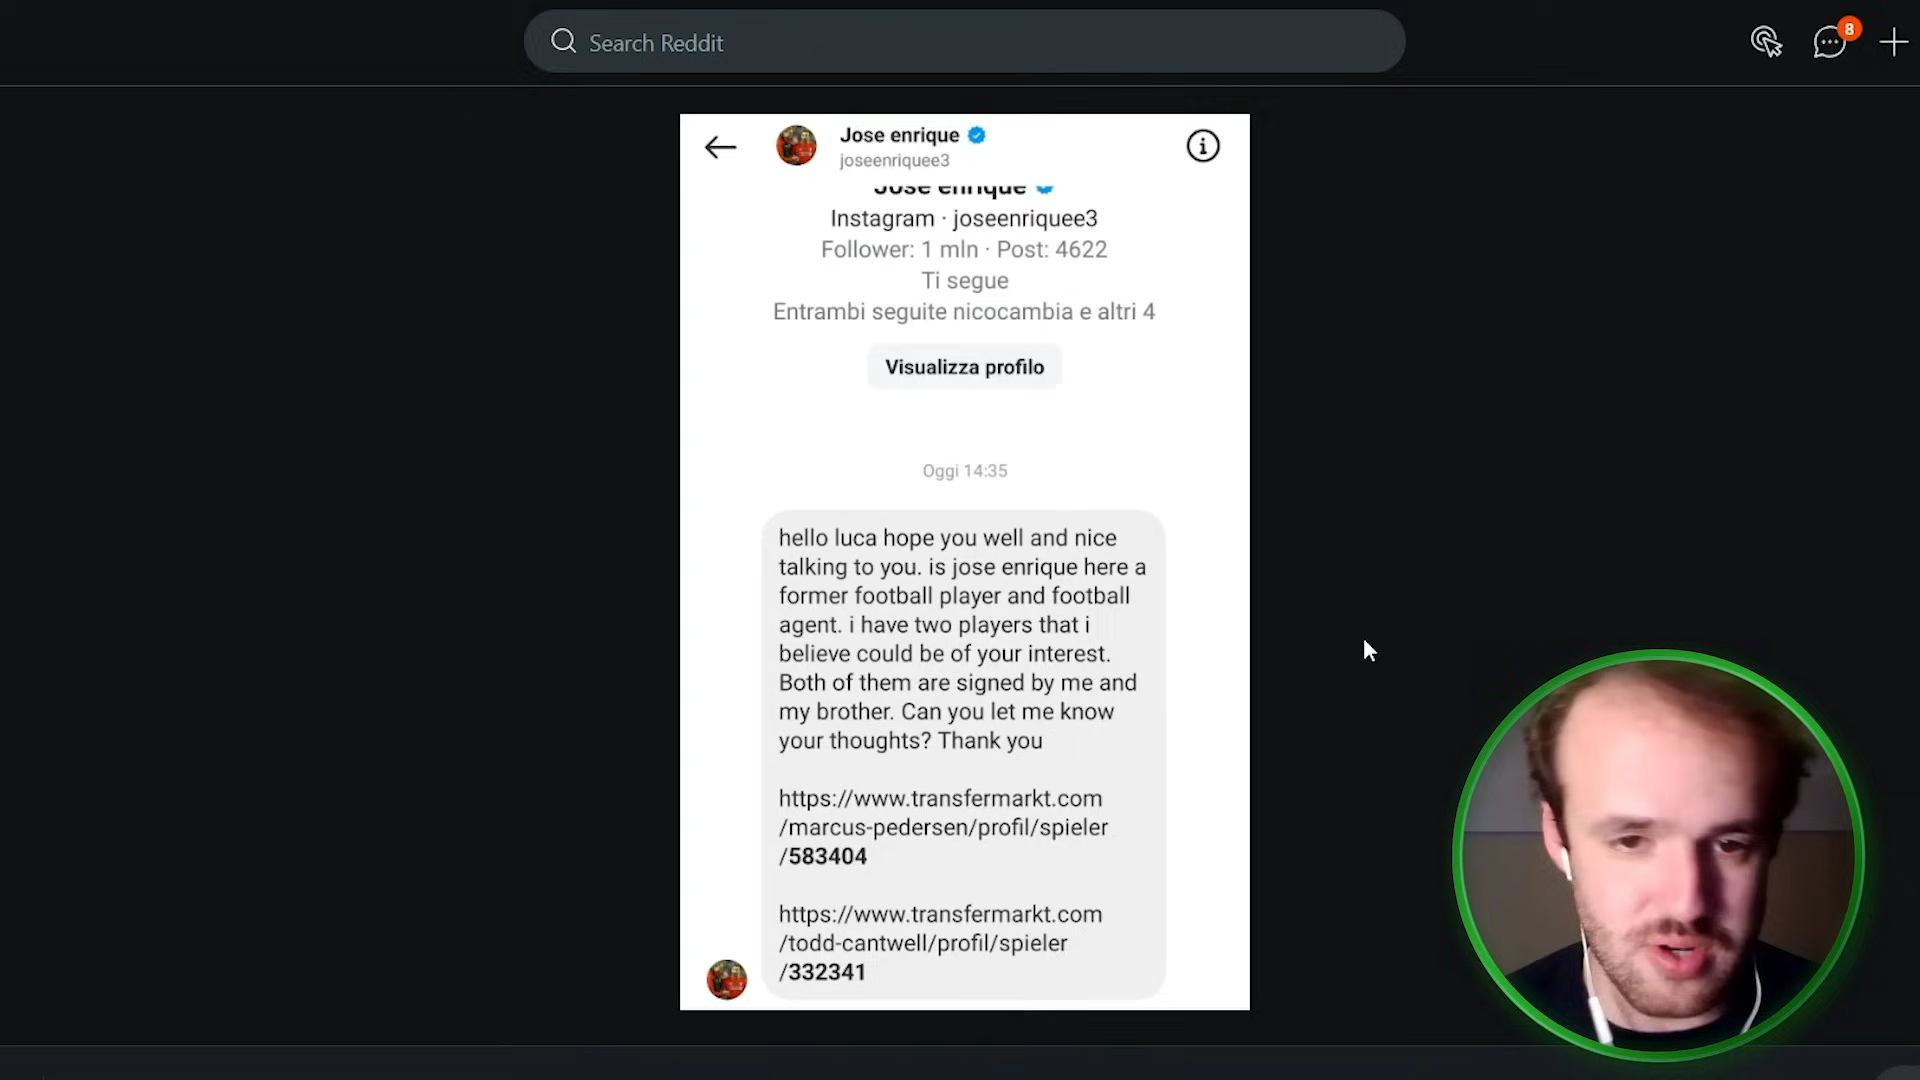 Search Reddit
8
Jose enrique
joseenriquee3
Jose enrique
Instagram · joseenriquee3
Follower: 1 mln · Post: 4622
Ti segue
Entrambi seguite nicocambia e altri 4
Visualizza profilo
Oggi 14:35
hello luca hope you well and nice
talking to you. is jose enrique here a
former football player and football
agent. i have two players that i
believe could be of your interest.
Both of them are signed by me and
my brother. Can you let me know
your thoughts? Thank you
https://www.transfermarkt.com
/marcus-pedersen/profil/spieler
/583404
https://www.transfermarkt.com
/todd-cantwell/profil/spieler
/332341